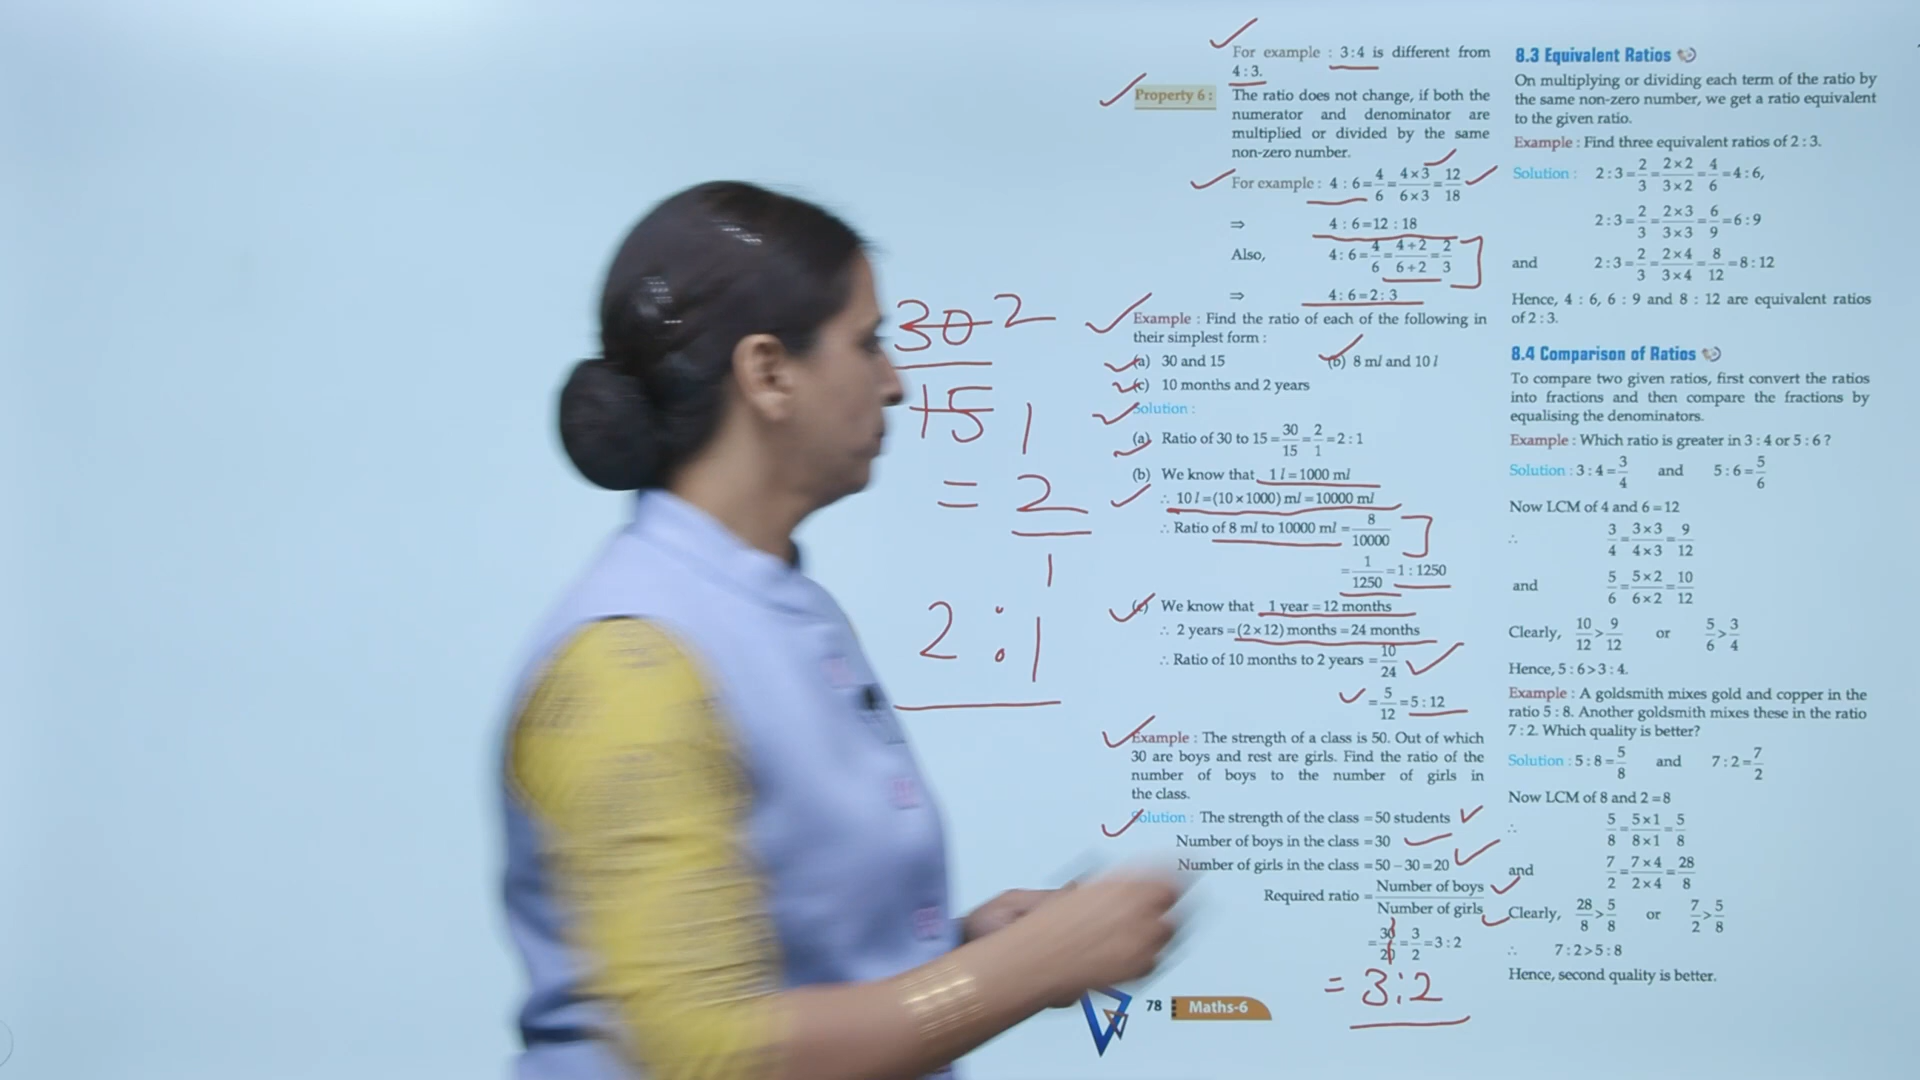 For example : 3:4 is different from
4 : 3.
Property 6 : The ratio does not change, if both the
numerator and denominator are
multiplied or divided by the same
non-zero number.
For example : 4 : 6 = 4/6 = 4×3/6×3 = 12/18
⇒ 4 : 6=12 : 18
Also, 4 : 6 = 4/6 = 4÷2/6÷2 = 2/3
⇒ 4 : 6=2 : 3
Example : Find the ratio of each of the following in
their simplest form :
(a) 30 and 15 (b) 8 ml and 10 l
(c) 10 months and 2 years
Solution :
(a) Ratio of 30 to 15 = 30/15 = 2/1 = 2 : 1
(b) We know that 1 l = 1000 ml
∴ 10 l = (10 × 1000) ml = 10000 ml
∴ Ratio of 8 ml to 10000 ml = 8/10000
= 1/1250 = 1 : 1250
(c) We know that 1 year = 12 months
∴ 2 years = (2 × 12) months = 24 months
∴ Ratio of 10 months to 2 years = 10/24
= 5/12 = 5 : 12
Example : The strength of a class is 50. Out of which
30 are boys and rest are girls. Find the ratio of the
number of boys to the number of girls in
the class.
Solution : The strength of the class = 50 students
Number of boys in the class = 30
Number of girls in the class = 50 – 30 = 20
Required ratio = Number of boys/Number of girls
= 30/20 = 3/2 = 3 : 2
= 3:2
78 Maths-6
30 2
15 1
= 2
1
2 : 1
8.3 Equivalent Ratios
On multiplying or dividing each term of the ratio by
the same non-zero number, we get a ratio equivalent
to the given ratio.
Example : Find three equivalent ratios of 2 : 3.
Solution : 2 : 3 = 2/3 = 2×2/3×2 = 4/6 = 4 : 6,
2 : 3 = 2/3 = 2×3/3×3 = 6/9 = 6 : 9
and 2 : 3 = 2/3 = 2×4/3×4 = 8/12 = 8 : 12
Hence, 4 : 6, 6 : 9 and 8 : 12 are equivalent ratios
of 2 : 3.
8.4 Comparison of Ratios
To compare two given ratios, first convert the ratios
into fractions and then compare the fractions by
equalising the denominators.
Example : Which ratio is greater in 3 : 4 or 5 : 6 ?
Solution : 3 : 4 = 3/4 and 5 : 6 = 5/6
Now LCM of 4 and 6 = 12
∴ 3/4 = 3×3/4×3 = 9/12
and 5/6 = 5×2/6×2 = 10/12
Clearly, 10/12 > 9/12 or 5/6 > 3/4
Hence, 5 : 6 > 3 : 4.
Example : A goldsmith mixes gold and copper in the
ratio 5 : 8. Another goldsmith mixes these in the ratio
7 : 2. Which quality is better?
Solution : 5 : 8 = 5/8 and 7 : 2 = 7/2
Now LCM of 8 and 2 = 8
∴ 5/8 = 5×1/8×1 = 5/8
and 7/2 = 7×4/2×4 = 28/8
Clearly, 28/8 > 5/8 or 7/2 > 5/8
∴ 7 : 2 > 5 : 8
Hence, second quality is better.